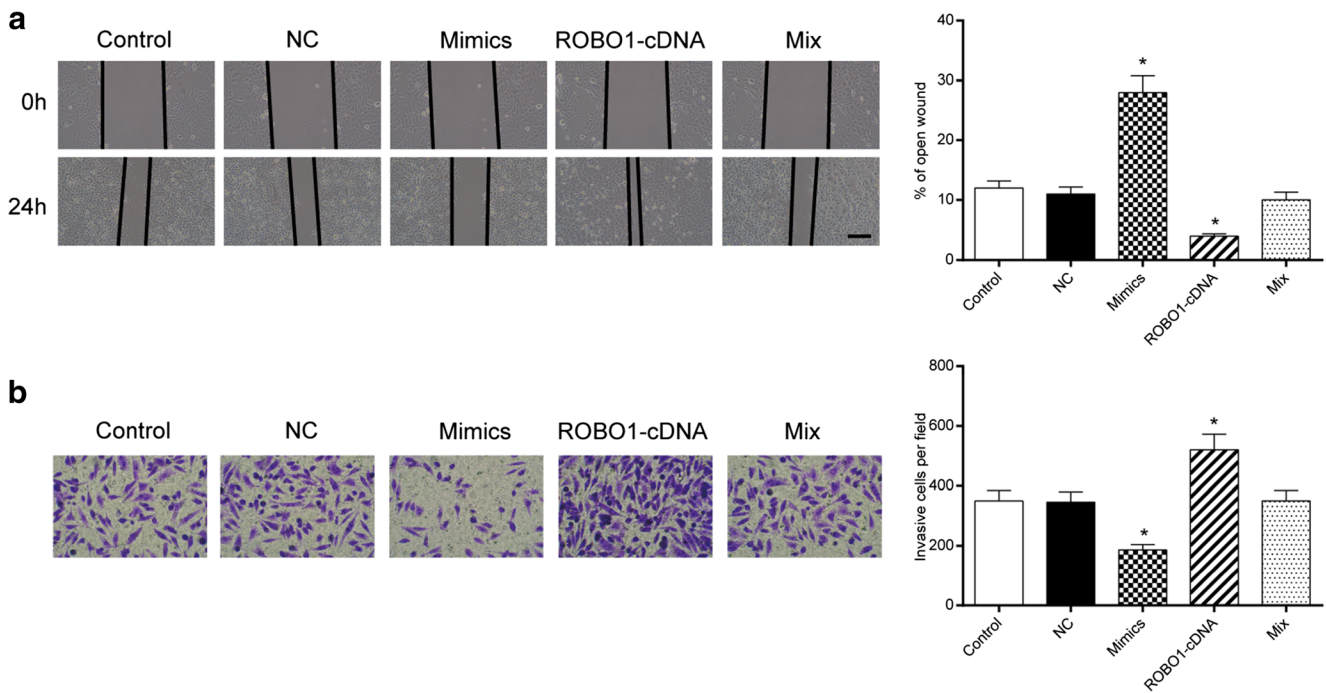 a
Control NC Mimics ROBO1-cDNA Mix
0h
24h
% of open wound
40
30
20
10
0
*
*
Control NC Mimics ROBO1-cDNA Mix
b
Control NC Mimics ROBO1-cDNA Mix
Invasive cells per field
800
600
400
200
0
*
*
Control NC Mimics ROBO1-cDNA Mix